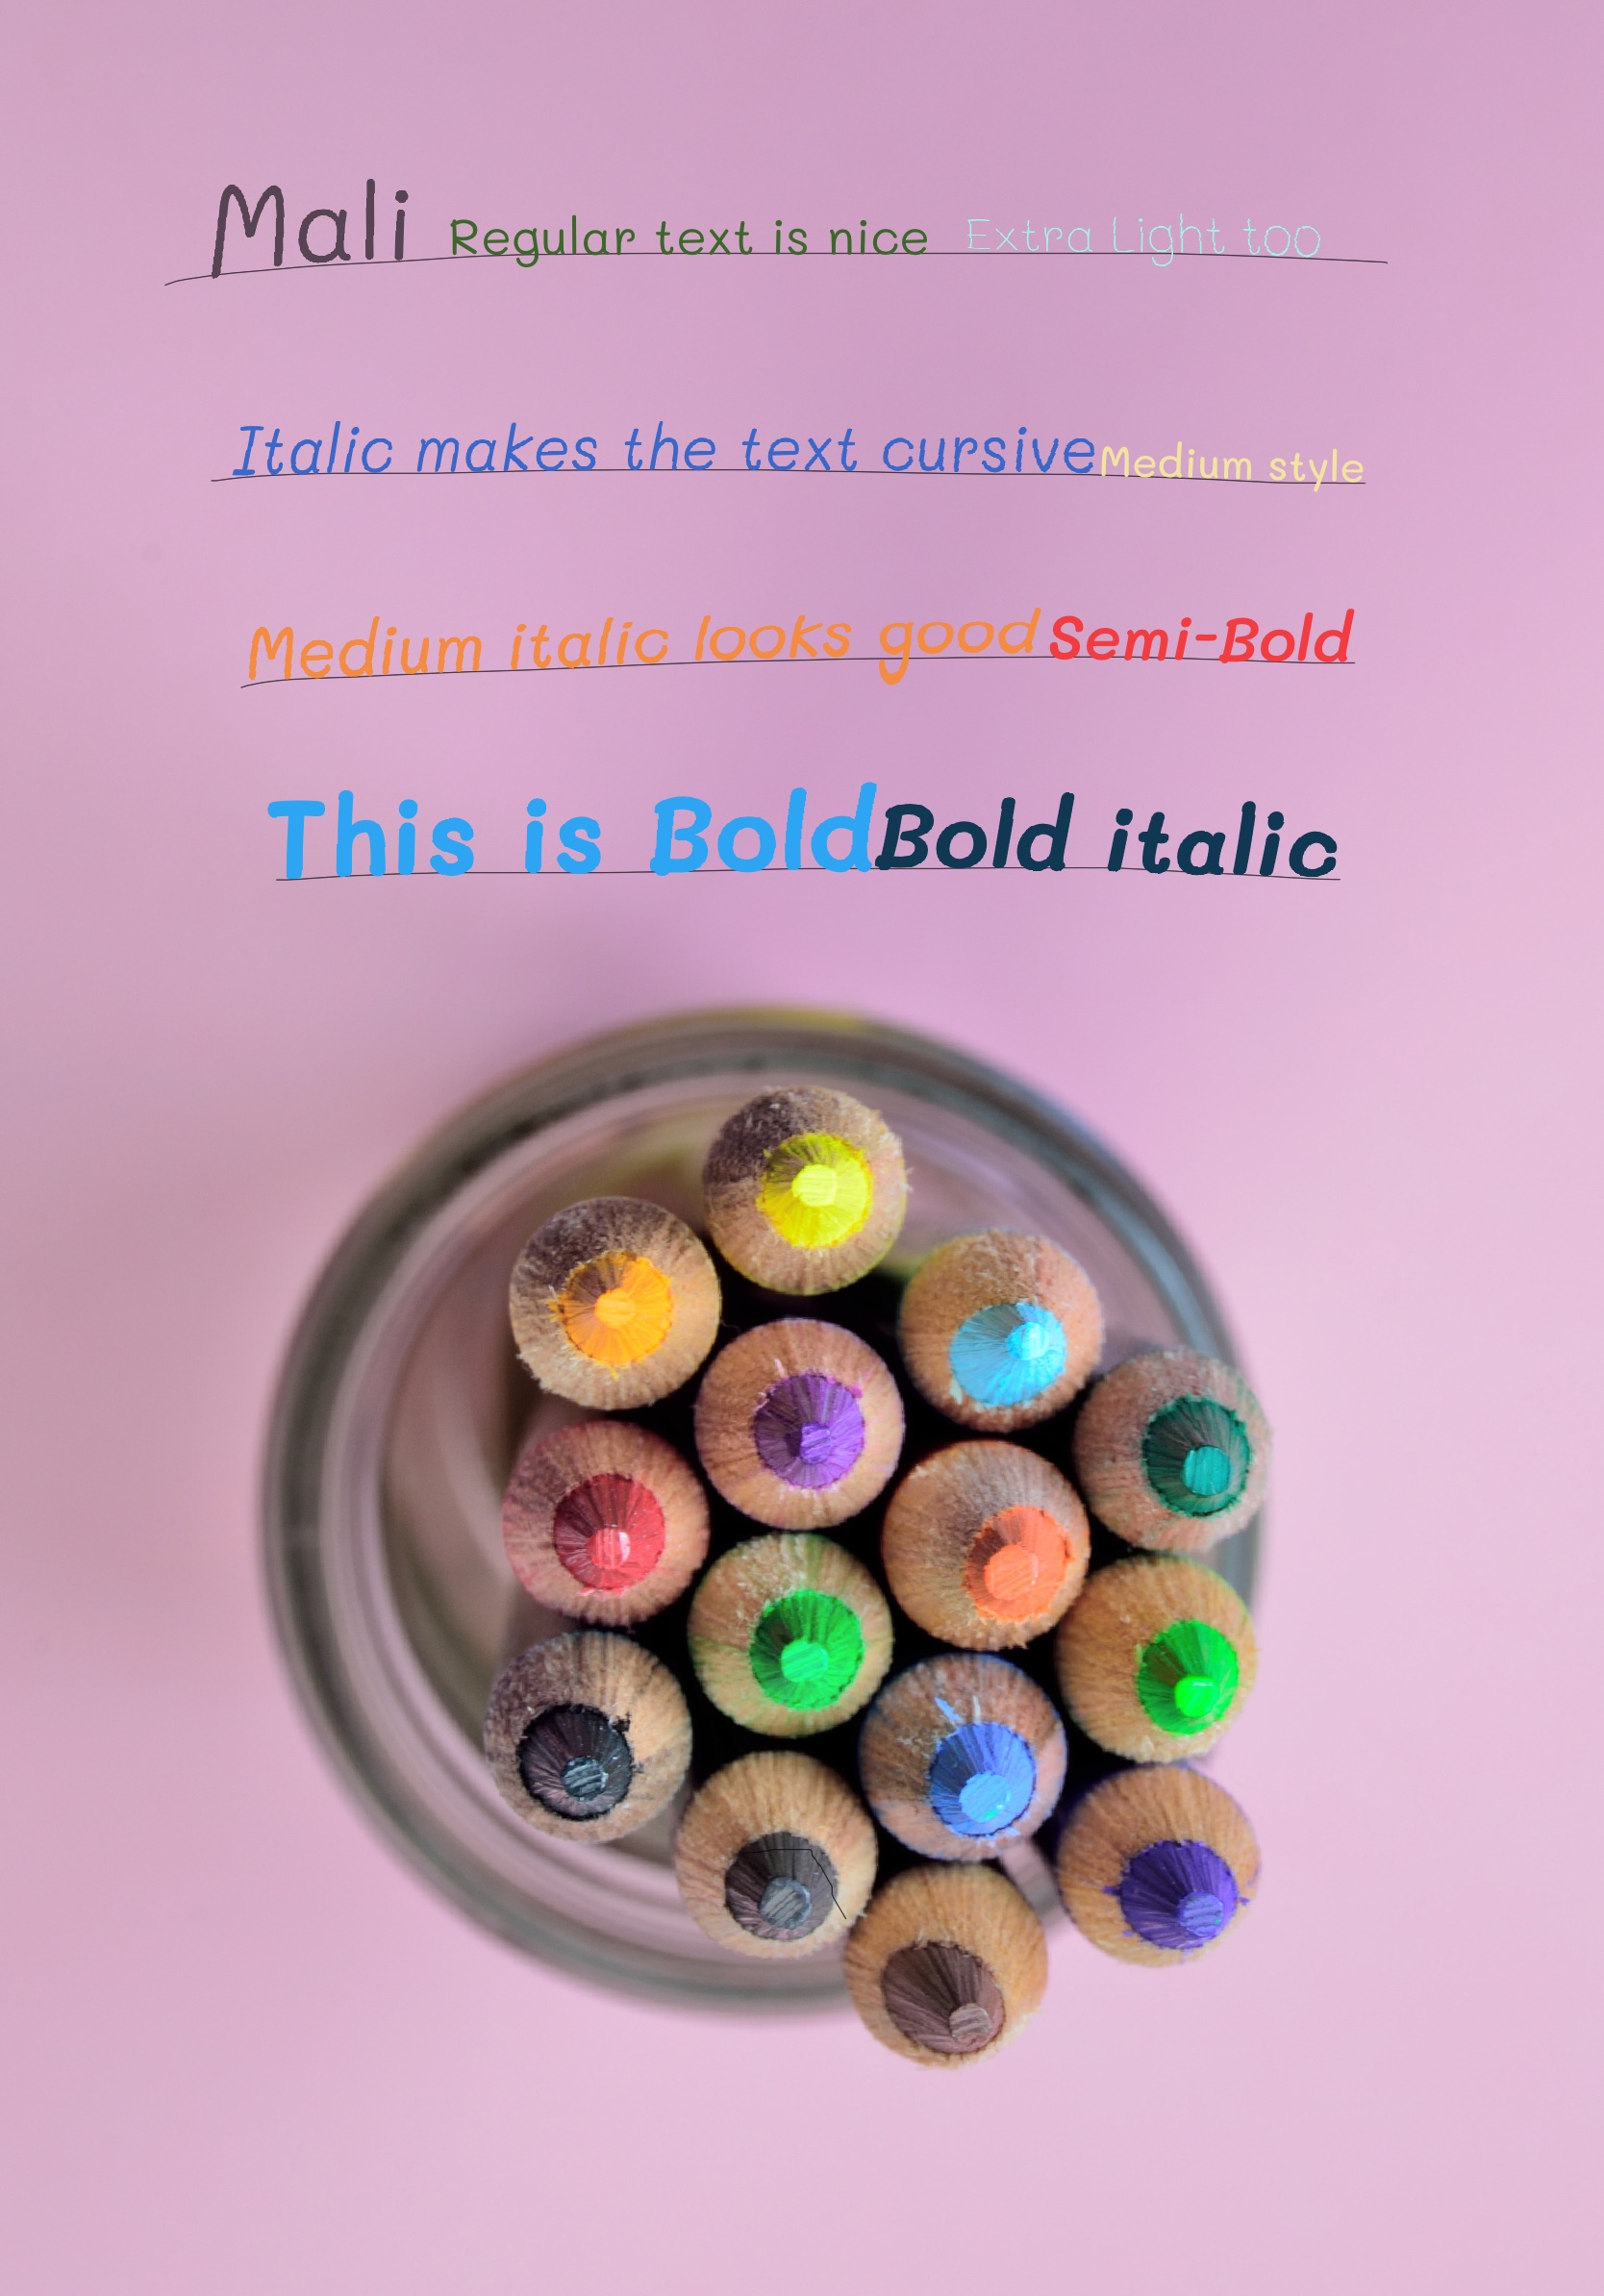 Mali Regular text is nice Extra Light too
Italic makes the text cursive Medium style
Medium italic looks good Semi-Bold
This is Bold Bold italic